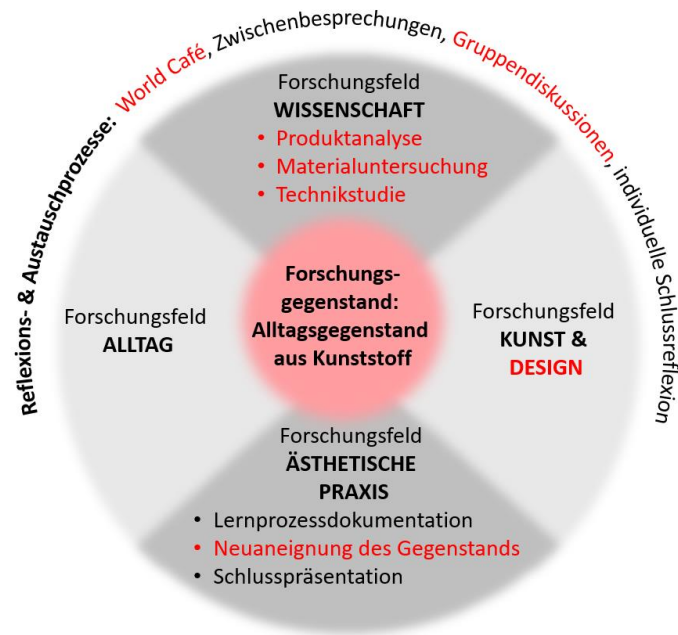 Reflexions- & Austauschprozesse: World Café, Zwischenbesprechungen, Gruppendiskussionen, individuelle Schlussreflexion
Forschungsfeld
WISSENSCHAFT
• Produktanalyse
• Materialuntersuchung
• Technikstudie
Forschungsfeld
ALLTAG
Forschungs-
gegenstand:
Alltagsgegenstand
aus Kunststoff
Forschungsfeld
KUNST &
DESIGN
Forschungsfeld
ÄSTHETISCHE
PRAXIS
• Lernprozessdokumentation
• Neuaneignung des Gegenstands
• Schlusspräsentation